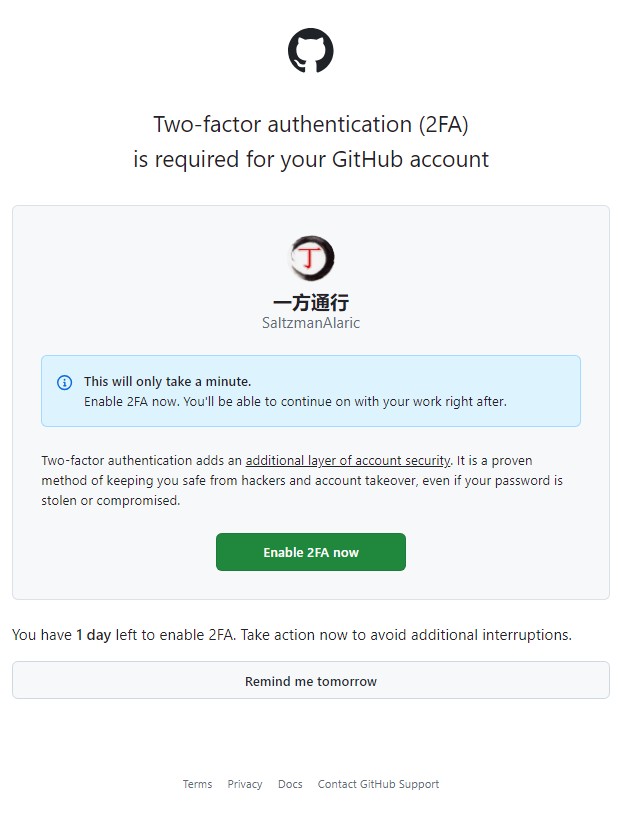 Two-factor authentication (2FA)
is required for your GitHub account
丁
一方通行
SaltzmanAlaric
This will only take a minute.
Enable 2FA now. You'll be able to continue on with your work right after.
Two-factor authentication adds an additional layer of account security. It is a proven
method of keeping you safe from hackers and account takeover, even if your password is
stolen or compromised.
Enable 2FA now
You have 1 day left to enable 2FA. Take action now to avoid additional interruptions.
Remind me tomorrow
Terms Privacy Docs Contact GitHub Support